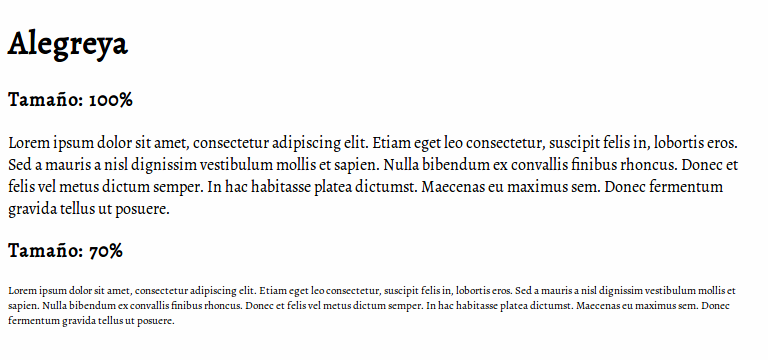 Alegreya
Tamaño: 100%
Lorem ipsum dolor sit amet, consectetur adipiscing elit. Etiam eget leo consectetur, suscipit felis in, lobortis eros.
Sed a mauris a nisl dignissim vestibulum mollis et sapien. Nulla bibendum ex convallis finibus rhoncus. Donec et
felis vel metus dictum semper. In hac habitasse platea dictumst. Maecenas eu maximus sem. Donec fermentum
gravida tellus ut posuere.
Tamaño: 70%
Lorem ipsum dolor sit amet, consectetur adipiscing elit. Etiam eget leo consectetur, suscipit felis in, lobortis eros. Sed a mauris a nisl dignissim vestibulum mollis et
sapien. Nulla bibendum ex convallis finibus rhoncus. Donec et felis vel metus dictum semper. In hac habitasse platea dictumst. Maecenas eu maximus sem. Donec
fermentum gravida tellus ut posuere.